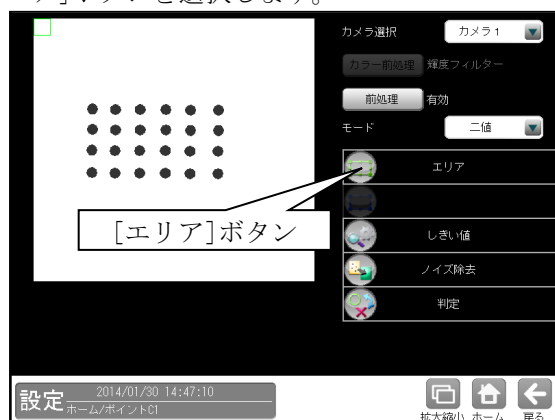 ア]ボタンを選択します。
カメラ選択
カメラ1
カラー前処理
輝度フィルター
前処理
有効
モード
二値
エリア
[エリア]ボタン
しきい値
ノイズ除去
判定
設定
2014/01/30 14:47:10
ホーム/ポイント01
拡大縮小
ホーム
戻る